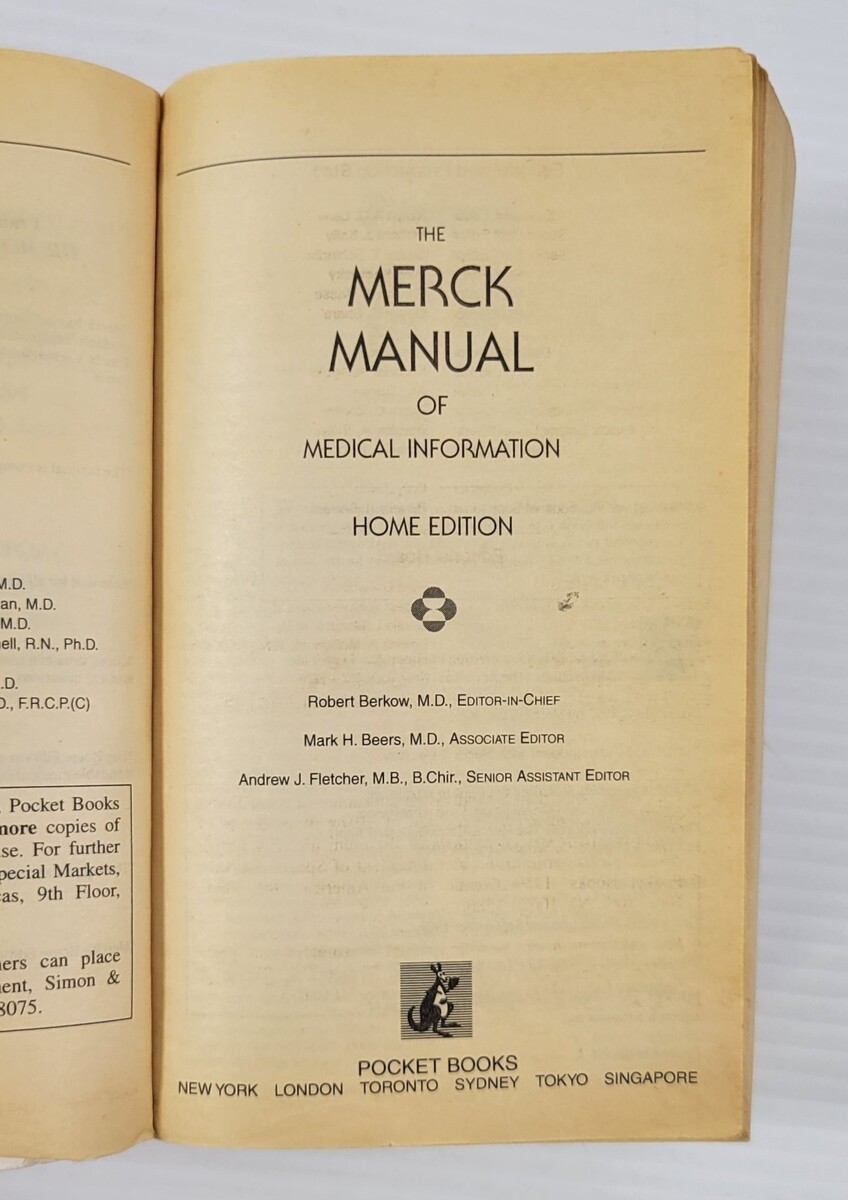 M.D.
an, M.D.
M.D.
ell, R.N., Ph.D.
.D.
D., F.R.C.P.(C)
, Pocket Books
more copies of
se. For further
pecial Markets,
cas, 9th Floor,
ers can place
ent, Simon &
8075.
THE
MERCK
MANUAL
OF
MEDICAL INFORMATION
HOME EDITION
Robert Berkow, M.D., EDITOR-IN-CHIEF
Mark H. Beers, M.D., ASSOCIATE EDITOR
Andrew J. Fletcher, M.B., B.Chir., SENIOR ASSISTANT EDITOR
POCKET BOOKS
NEW YORK LONDON TORONTO SYDNEY TOKYO SINGAPORE